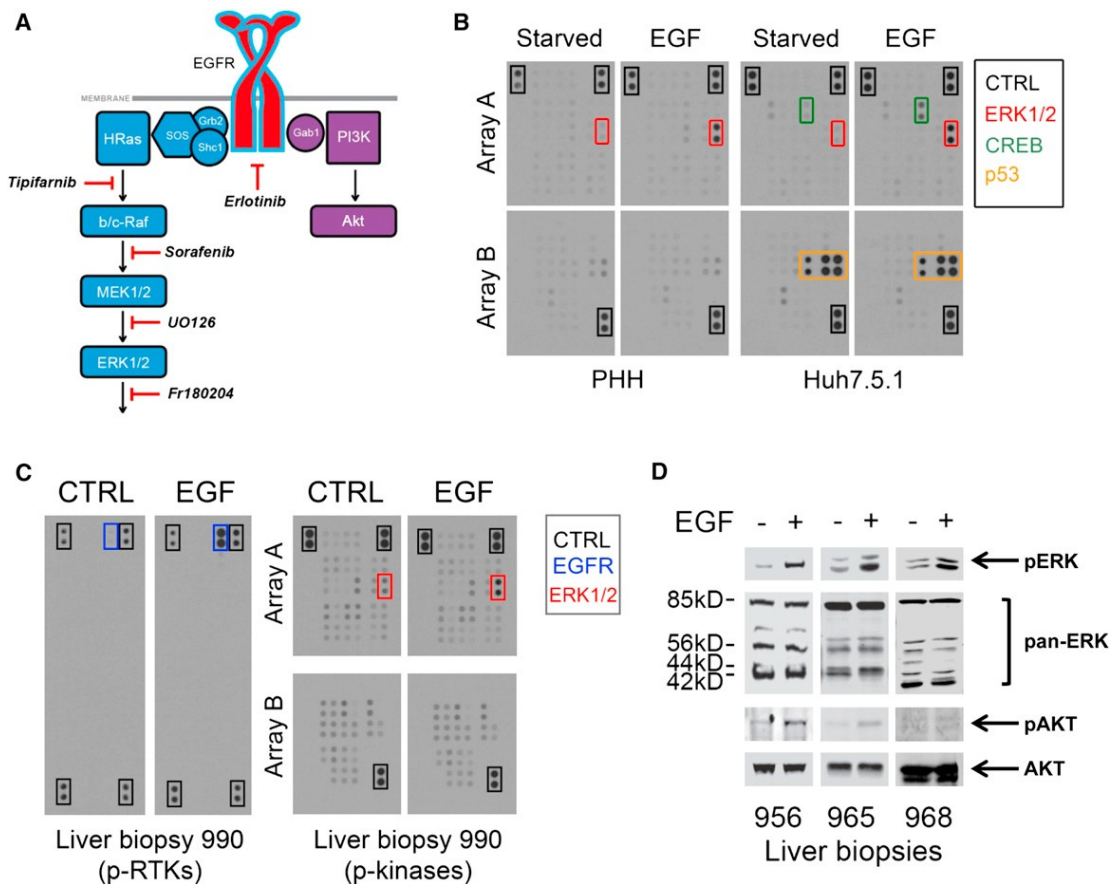 A
EGFR
MEMBRANE
HRas
SOS
Grb2
Shc1
Gab1
PI3K
Tipifarnib
Erlotinib
b/c-Raf
Akt
Sorafenib
MEK1/2
UO126
ERK1/2
Fr180204
B
Starved EGF Starved EGF
Array A
Array B
PHH Huh7.5.1
CTRL
ERK1/2
CREB
p53
C
CTRL EGF CTRL EGF
Array A
Array B
CTRL
EGFR
ERK1/2
Liver biopsy 990 Liver biopsy 990
(p-RTKs) (p-kinases)
D
EGF - + - + - +
pERK
85kD-
56kD-
44kD-
42kD-
pan-ERK
pAKT
AKT
956 965 968
Liver biopsies